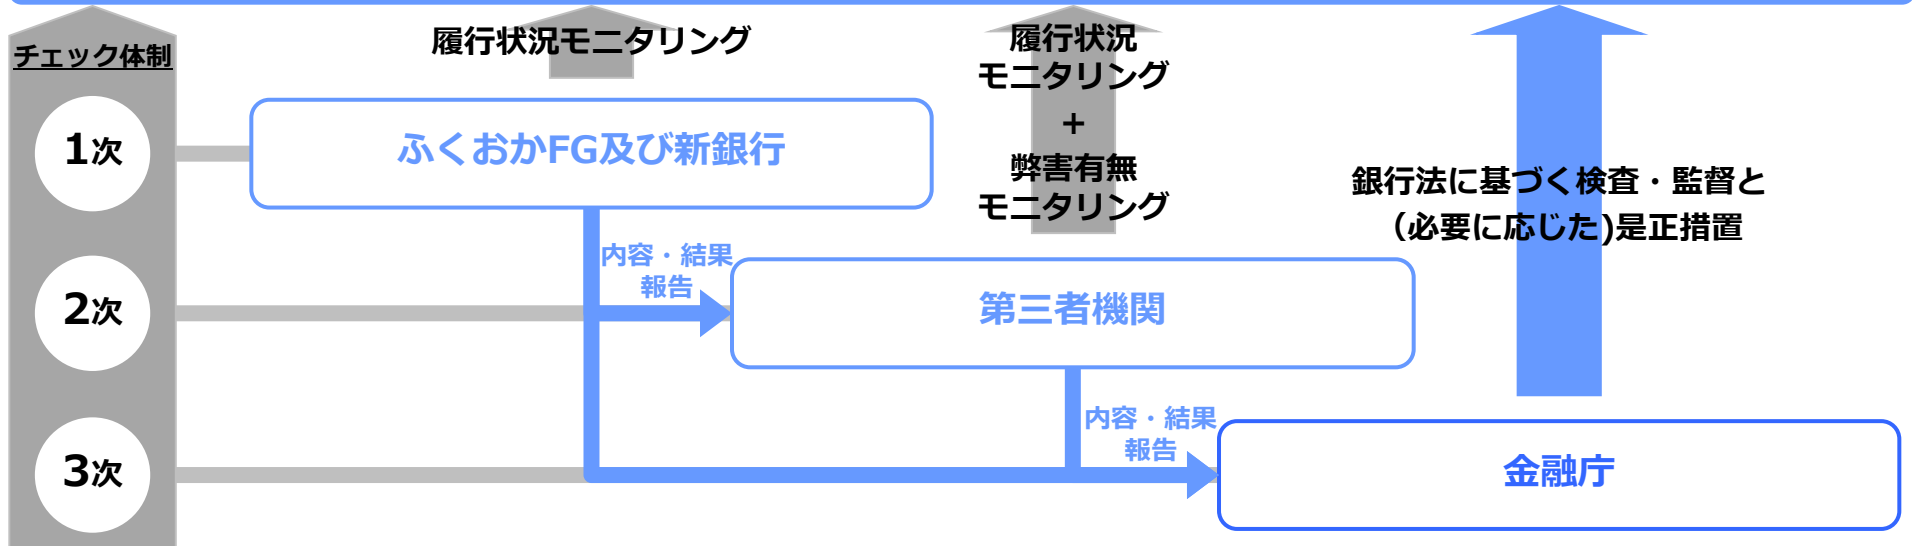 チェック体制
履行状況モニタリング
履行状況
モニタリング
+
弊害有無
モニタリング
1次
ふくおかFG及び新銀行
銀行法に基づく検査・監督と
（必要に応じた)是正措置
内容・結果
報告
2次
第三者機関
内容・結果
報告
3次
金融庁